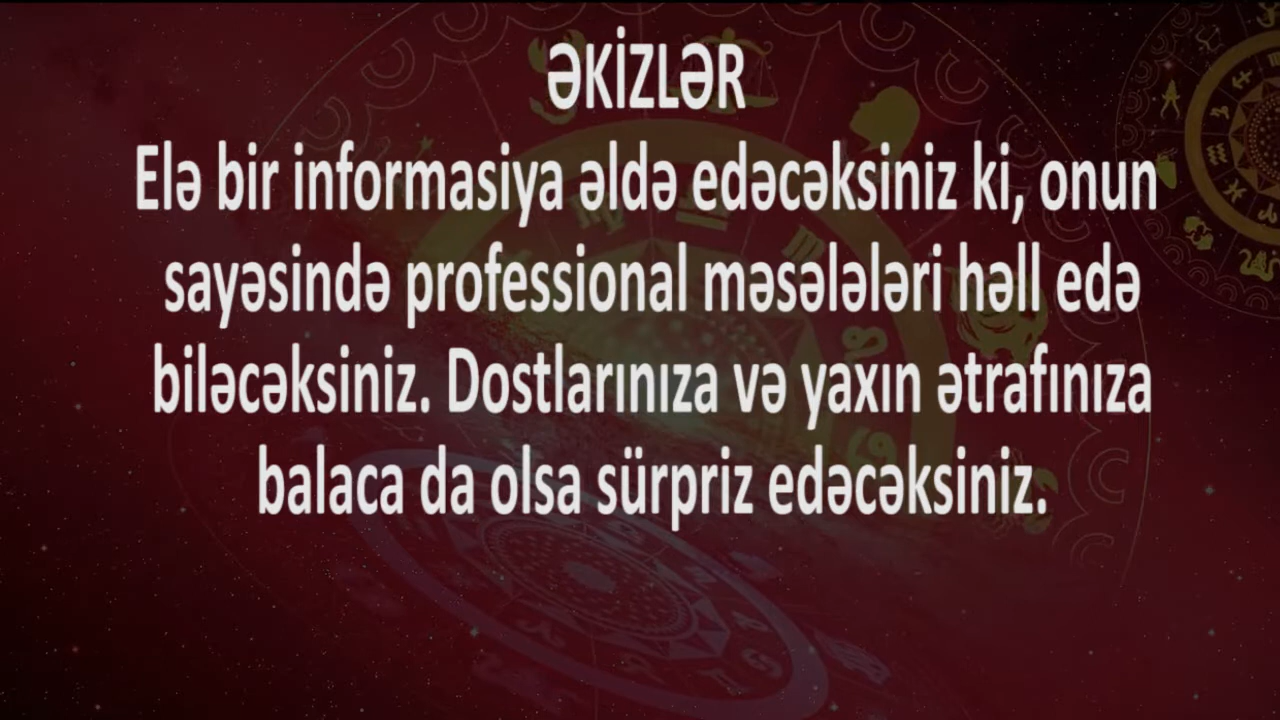 ƏKİZLƏR
Elə bir informasiya əldə edəcəksiniz ki, onun
sayəsində professional məsələləri həll edə
biləcəksiniz. Dostlarınıza və yaxın ətrafınıza
balaca da olsa sürpriz edəcəksiniz.